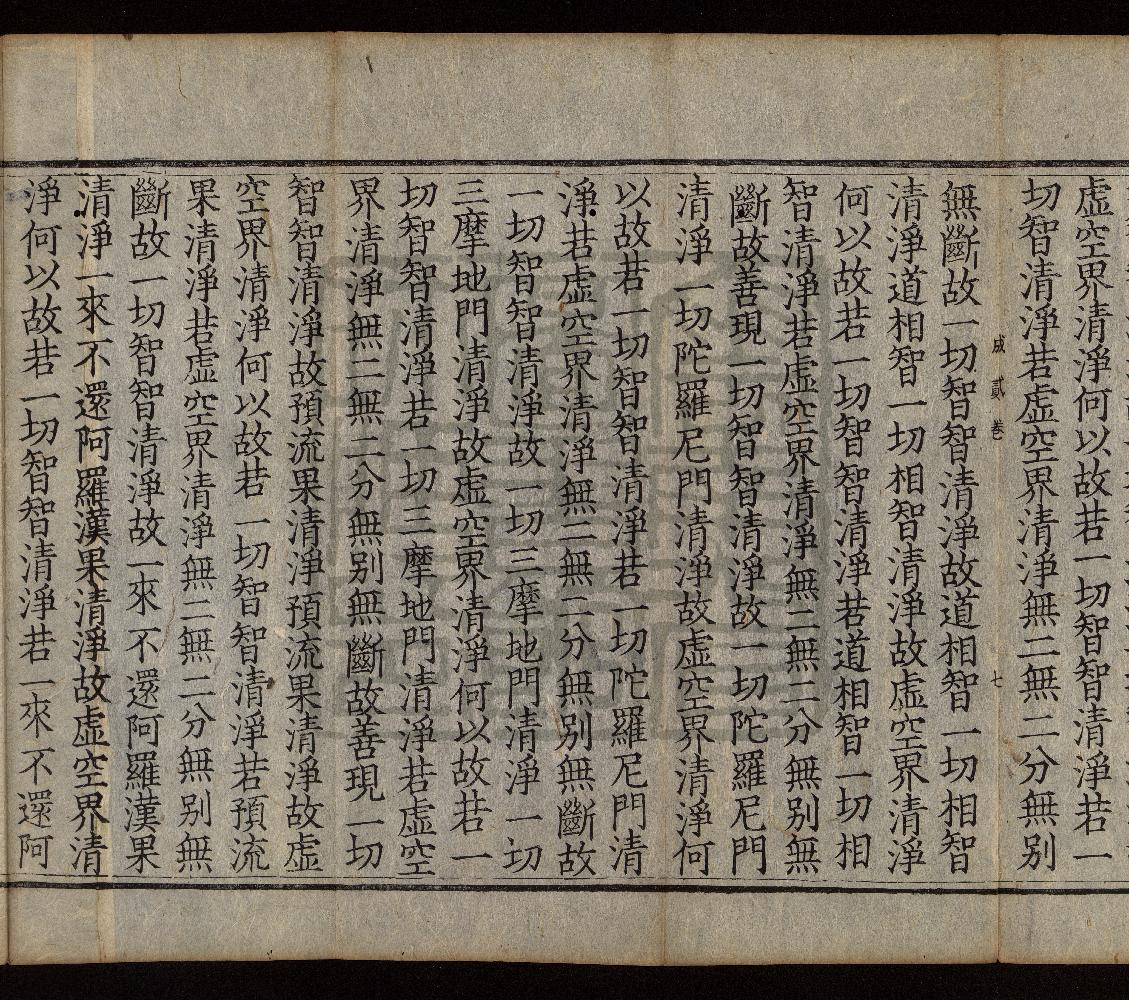 虛空界清淨何以故若一切智智清淨若一
切智清淨若虛空界清淨無二無二分無別
成 貳卷 七
無斷故一切智智清淨故道相智一切相智
清淨道相智一切相智清淨故虛空界清淨
何以故若一切智智清淨若道相智一切相
智清淨若虛空界清淨無二無二分無別無
斷故善現一切智智清淨故一切陀羅尼門
清淨一切陀羅尼門清淨故虛空界清淨何
以故若一切智智清淨若一切陀羅尼門清
淨若虛空界清淨無二無二分無別無斷故
一切智智清淨故一切三摩地門清淨一切
三摩地門清淨故虛空界清淨何以故若一
切智智清淨若一切三摩地門清淨若虛空
界清淨無二無二分無別無斷故善現一切
智智清淨故預流果清淨預流果清淨故虛
空界清淨何以故若一切智智清淨若預流
果清淨若虛空界清淨無二無二分無別無
斷故一切智智清淨故一來不還阿羅漢果
清淨一來不還阿羅漢果清淨故虛空界清
淨何以故若一切智智清淨若一來不還阿